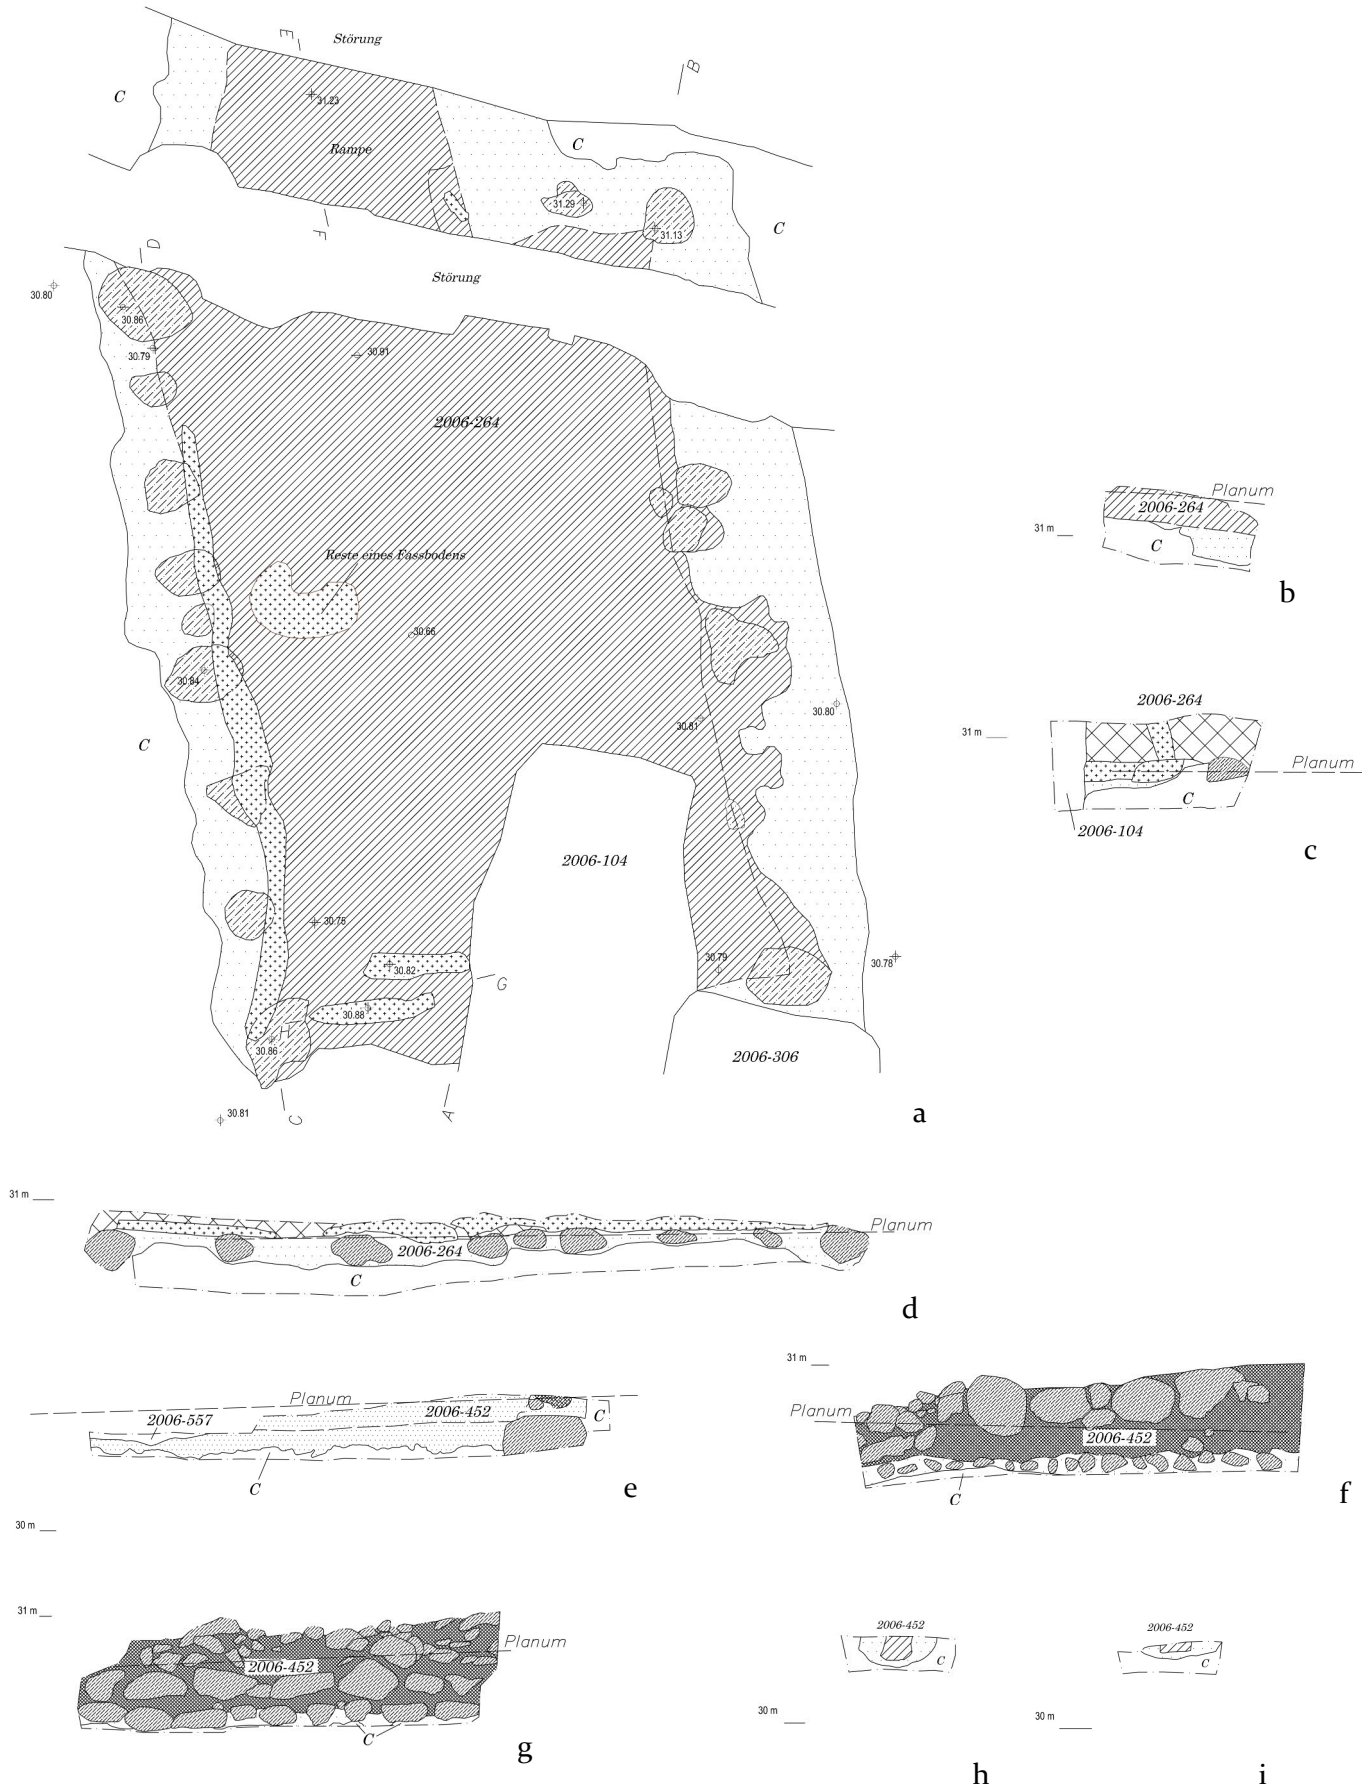 E
Störung
B
C
31.23
C
Rampe
31.29
31.13
C
F
D
Störung
30.80
30.86
30.79
30.91
2006-264
Planum
2006-264
31 m
C
b
Reste eines Fassbodens
30.66
30.84
2006-264
C
30.81
30.80
31 m
Planum
C
2006-104
c
2006-104
30.75
30.82
30.79
30.78
G
30.88
H
30.86
2006-306
30.81
C
A
a
31 m
Planum
2006-264
C
d
31 m
Planum
2006-557
2006-452
C
C
e
Planum
2006-452
C
f
30 m
31 m
Planum
2006-452
C
g
2006-452
C
30 m
h
2006-452
C
30 m
i